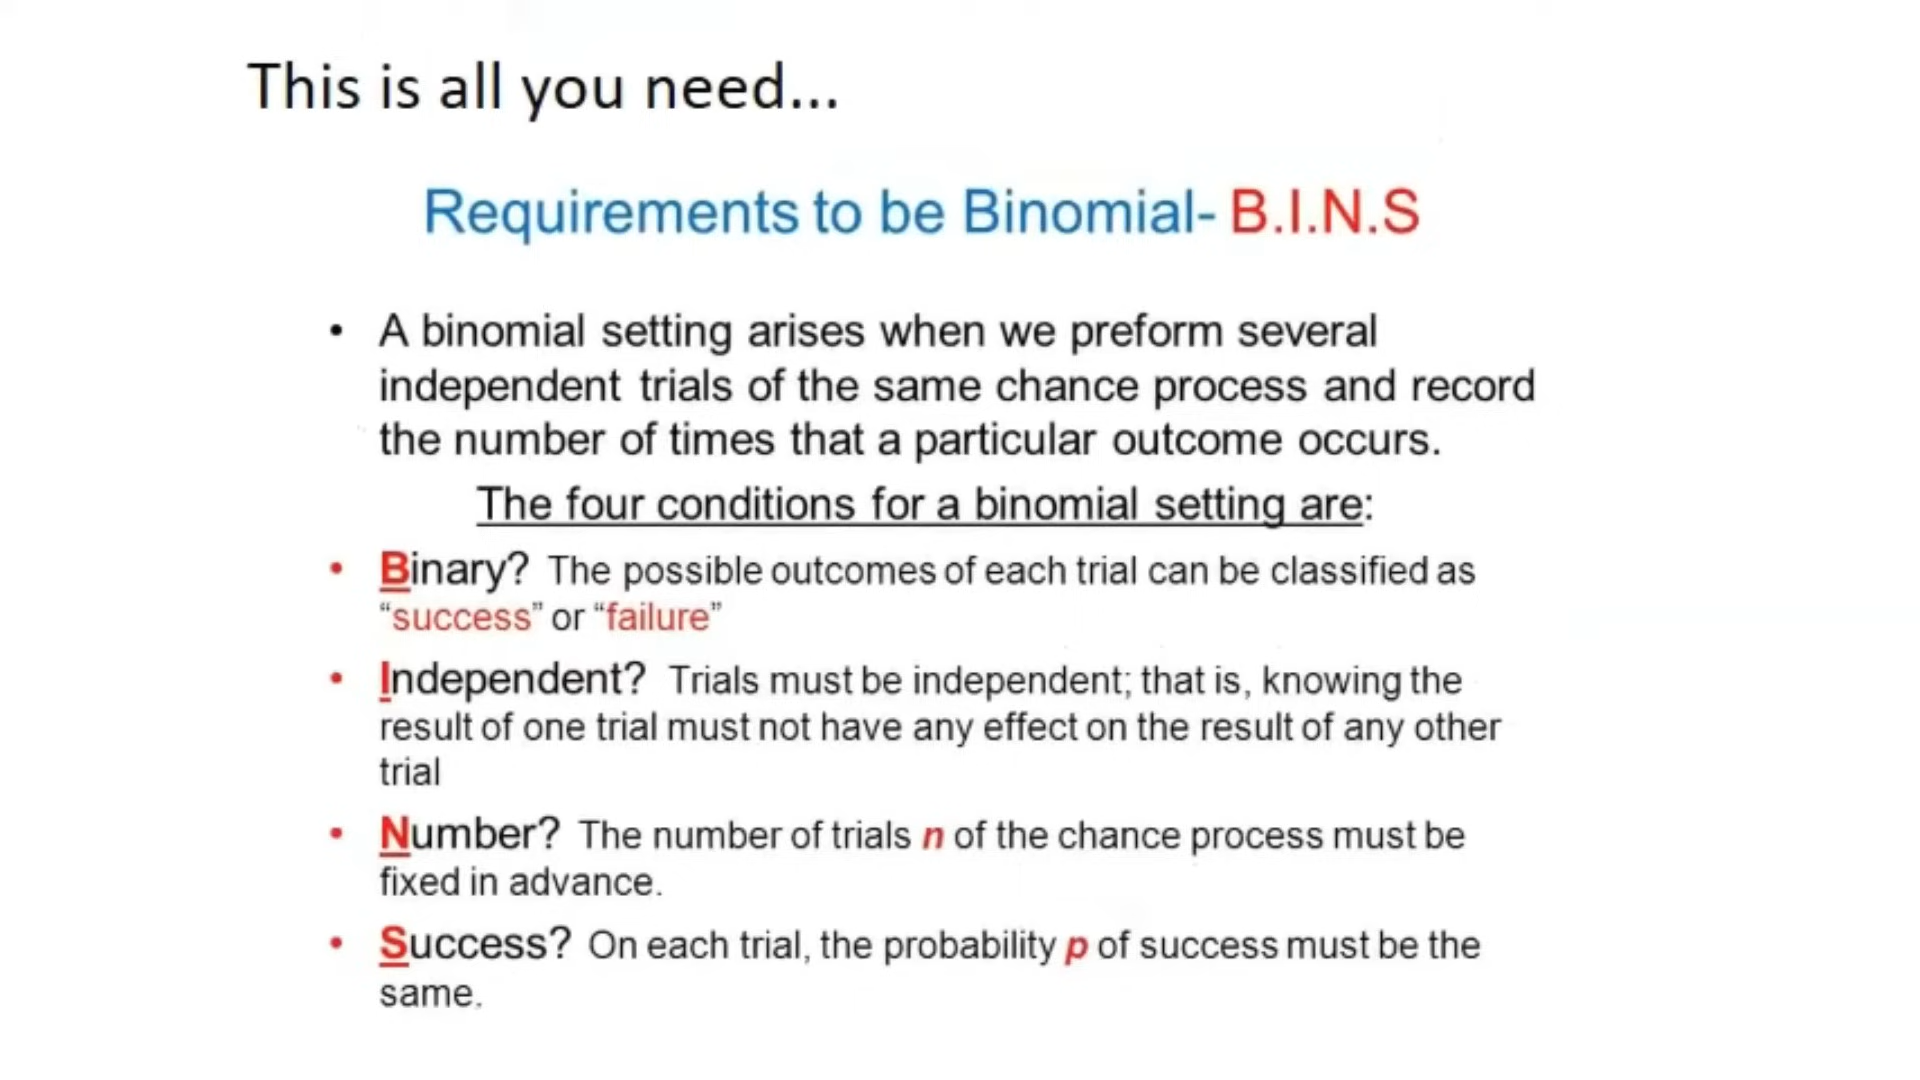 This is all you need...
Requirements to be Binomial- B.I.N.S
• A binomial setting arises when we preform several
independent trials of the same chance process and record
the number of times that a particular outcome occurs.
The four conditions for a binomial setting are:
• Binary? The possible outcomes of each trial can be classified as
“success” or “failure”
• Independent? Trials must be independent; that is, knowing the
result of one trial must not have any effect on the result of any other
trial
• Number? The number of trials n of the chance process must be
fixed in advance.
• Success? On each trial, the probability p of success must be the
same.